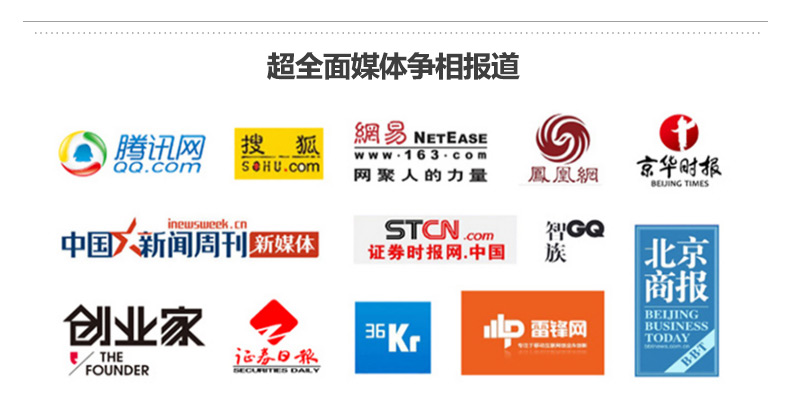 超全面媒体争相报道
腾讯网
QQ.com
搜狐
SOHU.com
網易 NETEASE
www.163.com
网聚人的力量
鳳凰網
京华时报
BEIJING TIMES
inewsweek.cn
中国新闻周刊 新媒体
STCN.com
证券时报网.中国
智族
GQ
北京
商报
BEIJING
BUSINESS
TODAY
BBT
创业家
THE
FOUNDER
证券日报
SECURITIES DAILY
36Kr
雷锋网